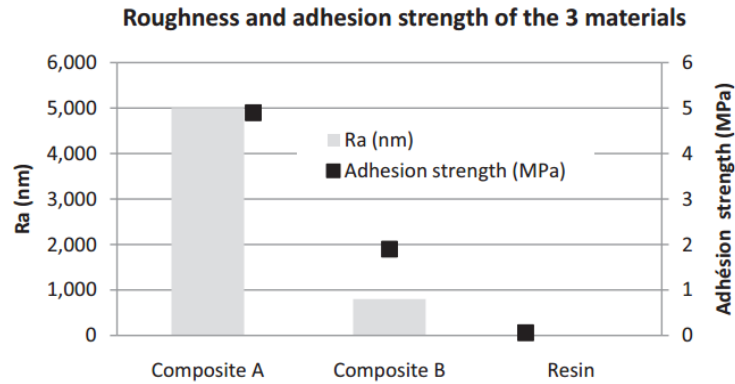 Roughness and adhesion strength of the 3 materials
6,000
5,000
4,000
3,000
2,000
1,000
0
Ra (nm)
Ra (nm)
Adhesion strength (MPa)
6
5
4
3
2
1
0
Adhésion strength (MPa)
Composite A
Composite B
Resin